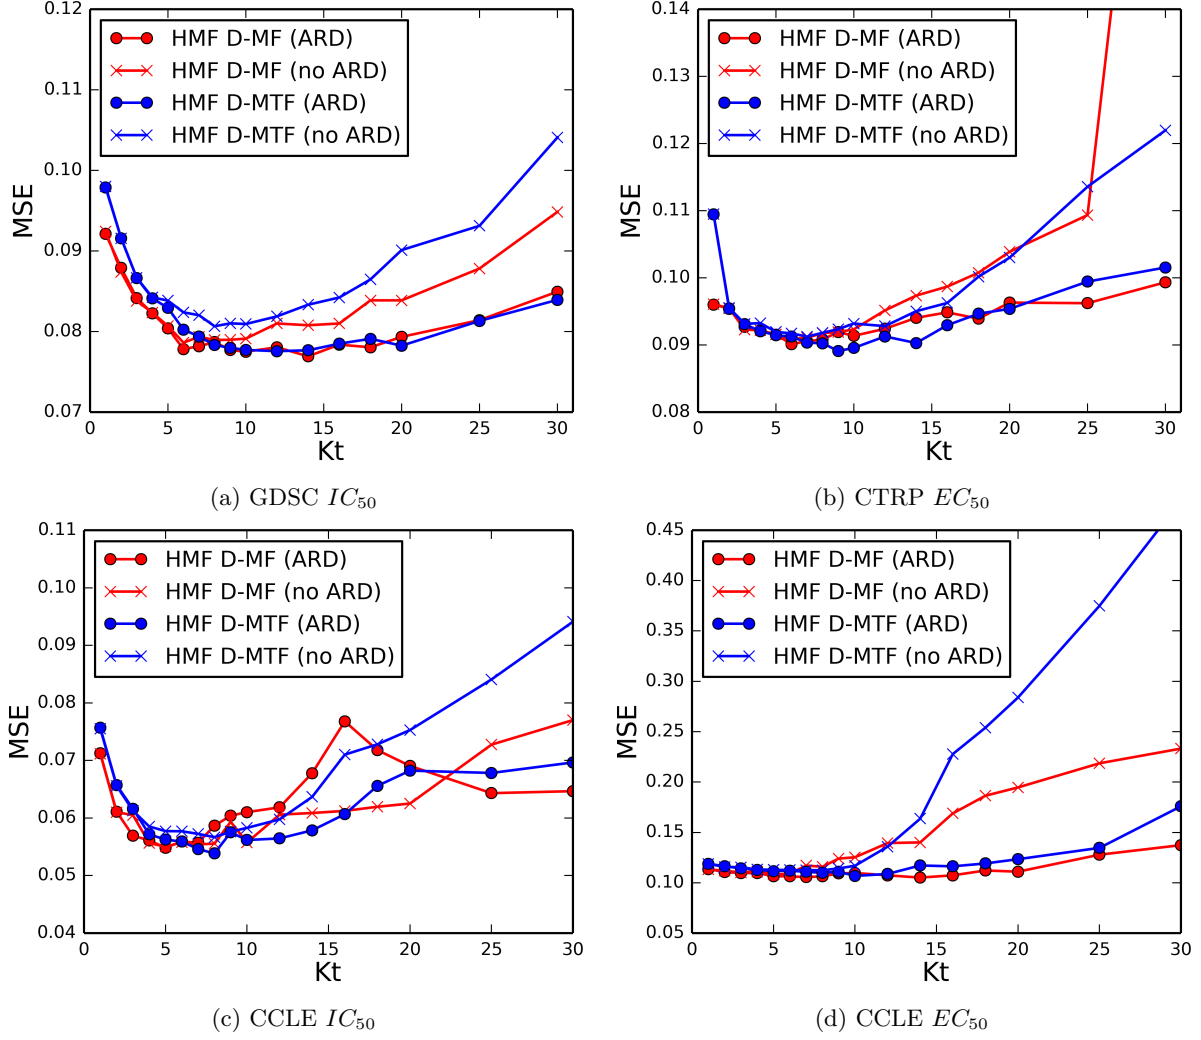 0.12
0.11
0.10
0.09
0.08
0.07
MSE
HMF D-MF (ARD)
HMF D-MF (no ARD)
HMF D-MTF (ARD)
HMF D-MTF (no ARD)
0 5 10 15 20 25 30
Kt
(a) GDSC IC50
0.14
0.13
0.12
0.11
0.10
0.09
0.08
MSE
HMF D-MF (ARD)
HMF D-MF (no ARD)
HMF D-MTF (ARD)
HMF D-MTF (no ARD)
0 5 10 15 20 25 30
Kt
(b) CTRP EC50
0.11
0.10
0.09
0.08
0.07
0.06
0.05
0.04
MSE
HMF D-MF (ARD)
HMF D-MF (no ARD)
HMF D-MTF (ARD)
HMF D-MTF (no ARD)
0 5 10 15 20 25 30
Kt
(c) CCLE IC50
0.45
0.40
0.35
0.30
0.25
0.20
0.15
0.10
0.05
MSE
HMF D-MF (ARD)
HMF D-MF (no ARD)
HMF D-MTF (ARD)
HMF D-MTF (no ARD)
0 5 10 15 20 25 30
Kt
(d) CCLE EC50